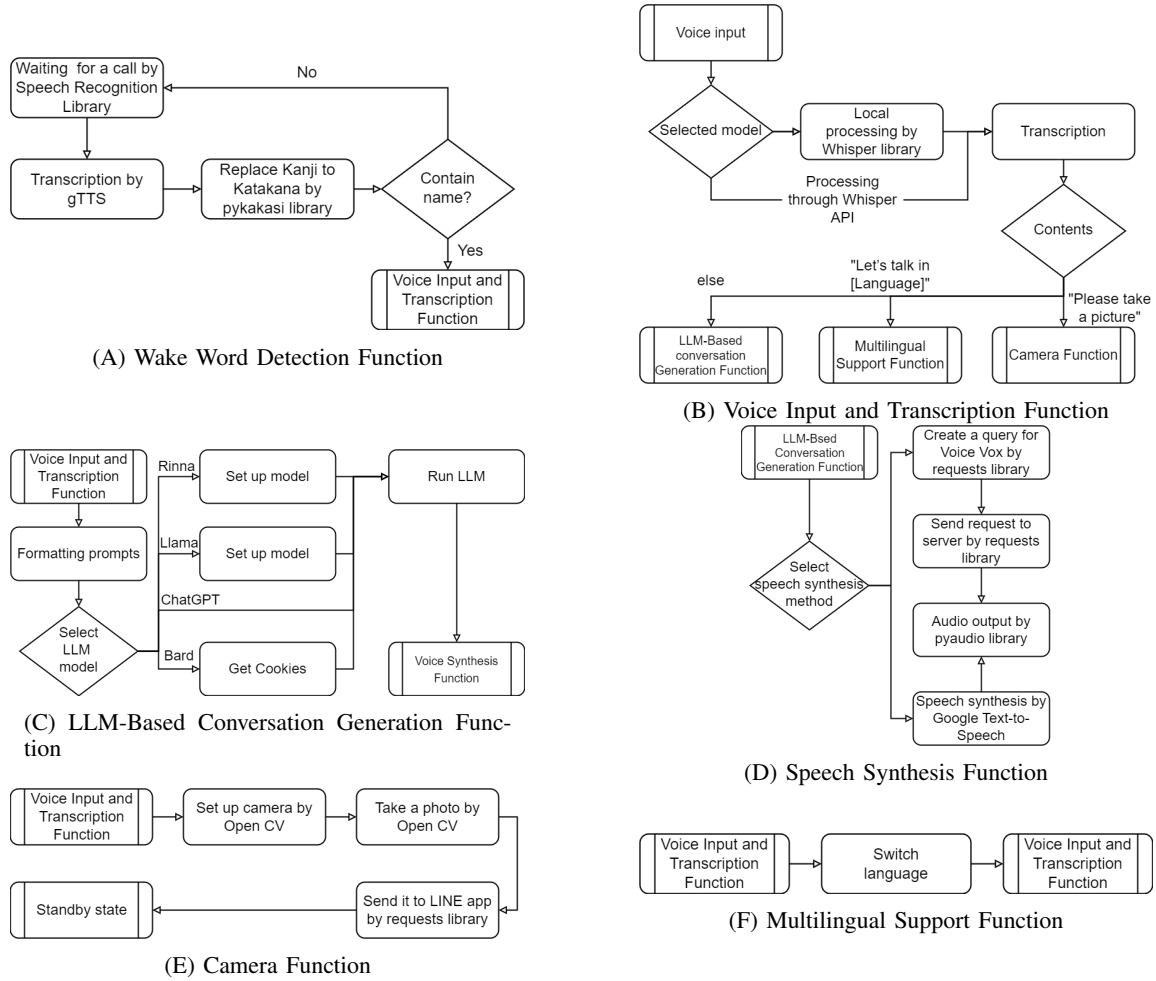 Waiting for a call by
Speech Recognition
Library
No
Transcription by
gTTS
Replace Kanji to
Katakana by
pykakasi library
Contain
name?
Yes
Voice Input and
Transcription
Function
(A) Wake Word Detection Function
Voice input
Selected model
Local
processing by
Whisper library
Transcription
Processing
through Whisper
API
Contents
"Let's talk in
[Language]"
else
"Please take
a picture"
LLM-Based
conversation
Generation Function
Multilingual
Support Function
Camera Function
(B) Voice Input and Transcription Function
Voice Input and
Transcription
Function
Rinna
Set up model
Run LLM
Formatting prompts
Llama
Set up model
ChatGPT
Select
LLM
model
Bard
Get Cookies
Voice Synthesis
Function
(C) LLM-Based Conversation Generation Func-
tion
LLM-Bsed
Conversation
Generation Function
Create a query for
Voice Vox by
requests library
Send request to
server by requests
library
Select
speech synthesis
method
Audio output by
pyaudio library
Speech synthesis by
Google Text-to-
Speech
(D) Speech Synthesis Function
Voice Input and
Transcription
Function
Set up camera by
Open CV
Take a photo by
Open CV
Standby state
Send it to LINE app
by requests library
(E) Camera Function
Voice Input and
Transcription
Function
Switch
language
Voice Input and
Transcription
Function
(F) Multilingual Support Function